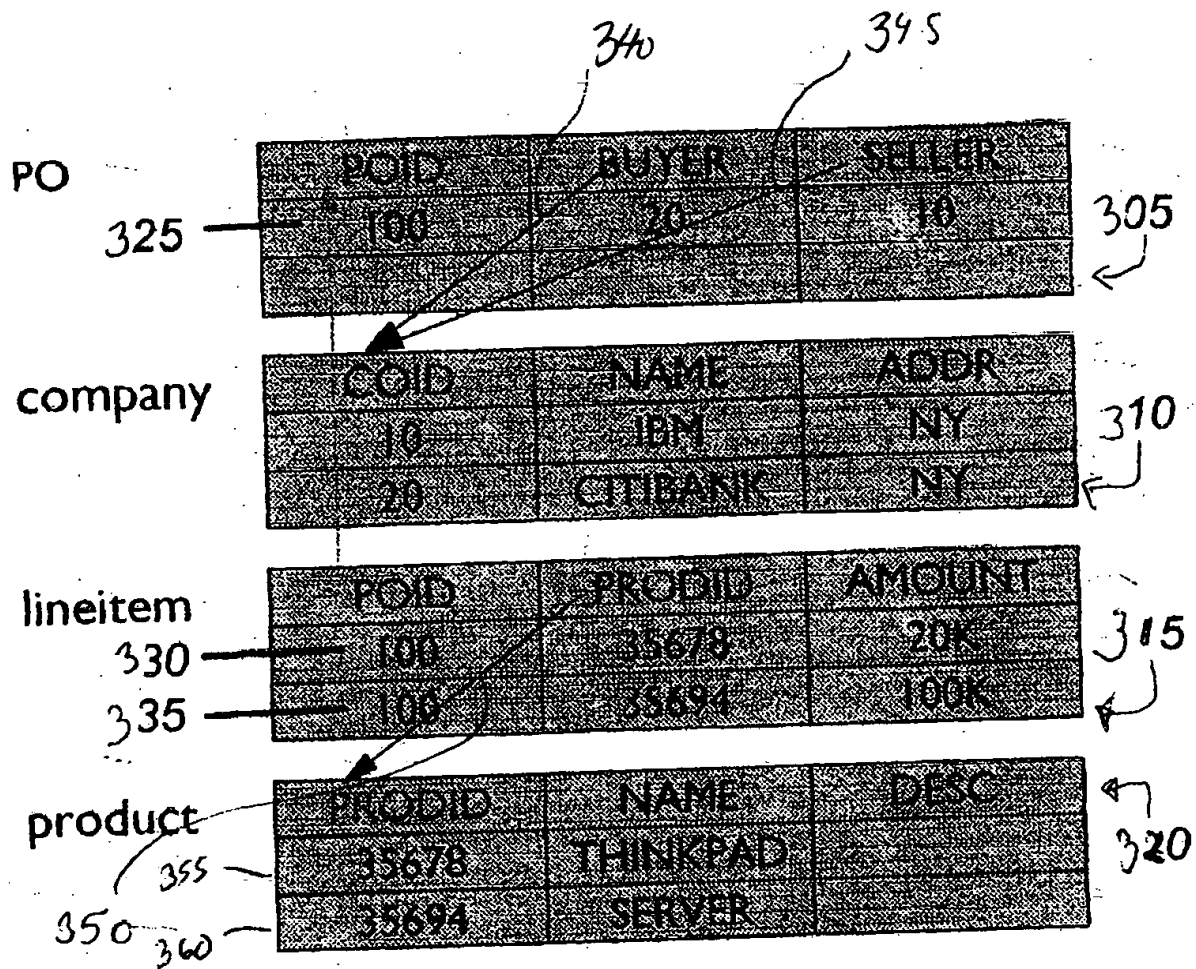 340 345
PO POID BUYER SELLER
325 100 20 10 305
company COID NAME ADDR
10 IBM NY 310
20 CITIBANK NY
lineitem POID PRODID AMOUNT
330 100 35678 20K 315
335 100 35694 100K
product PRODID NAME DESC
355 35678 THINKPAD 320
350 360 35694 SERVER